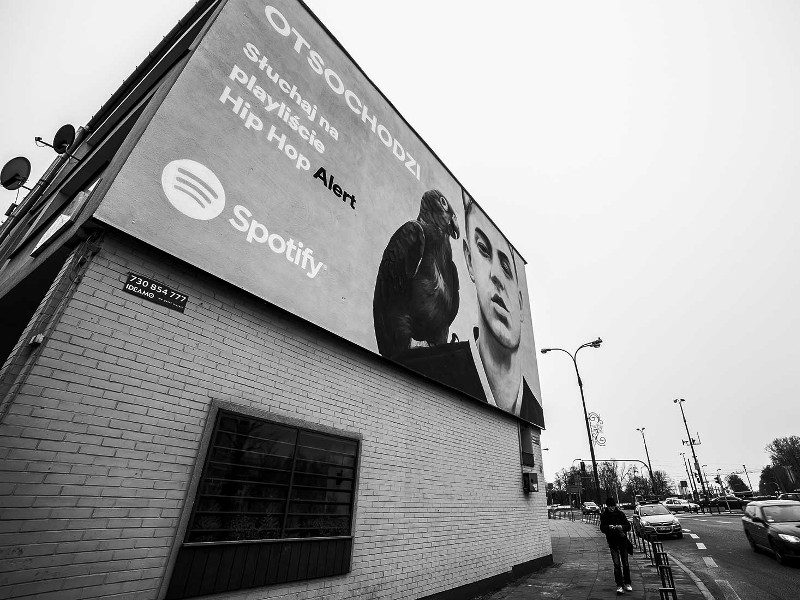 OTSOCHODZI
Słuchaj na
playliście
Hip Hop Alert
Spotify
730 854 777
IDEAMO